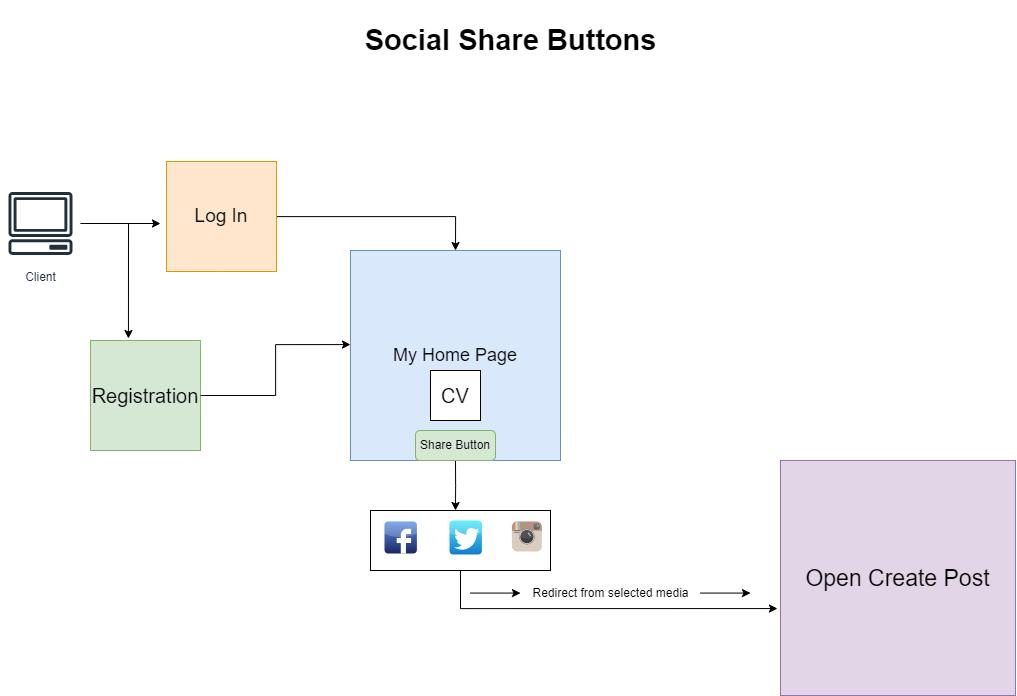 Social Share Buttons
Log In
Client
Registration
My Home Page
CV
Share Button
Redirect from selected media
Open Create Post